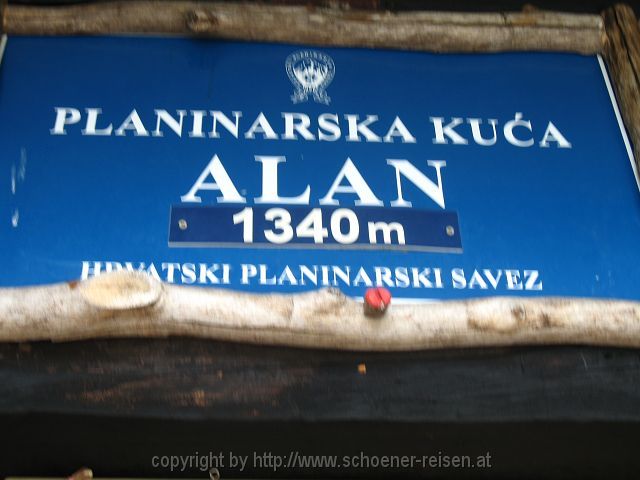 PLANINARSKA KUĆA
ALAN
1340 m
HRVATSKI PLANINARSKI SAVEZ
copyright by http://www.schoener-reisen.at